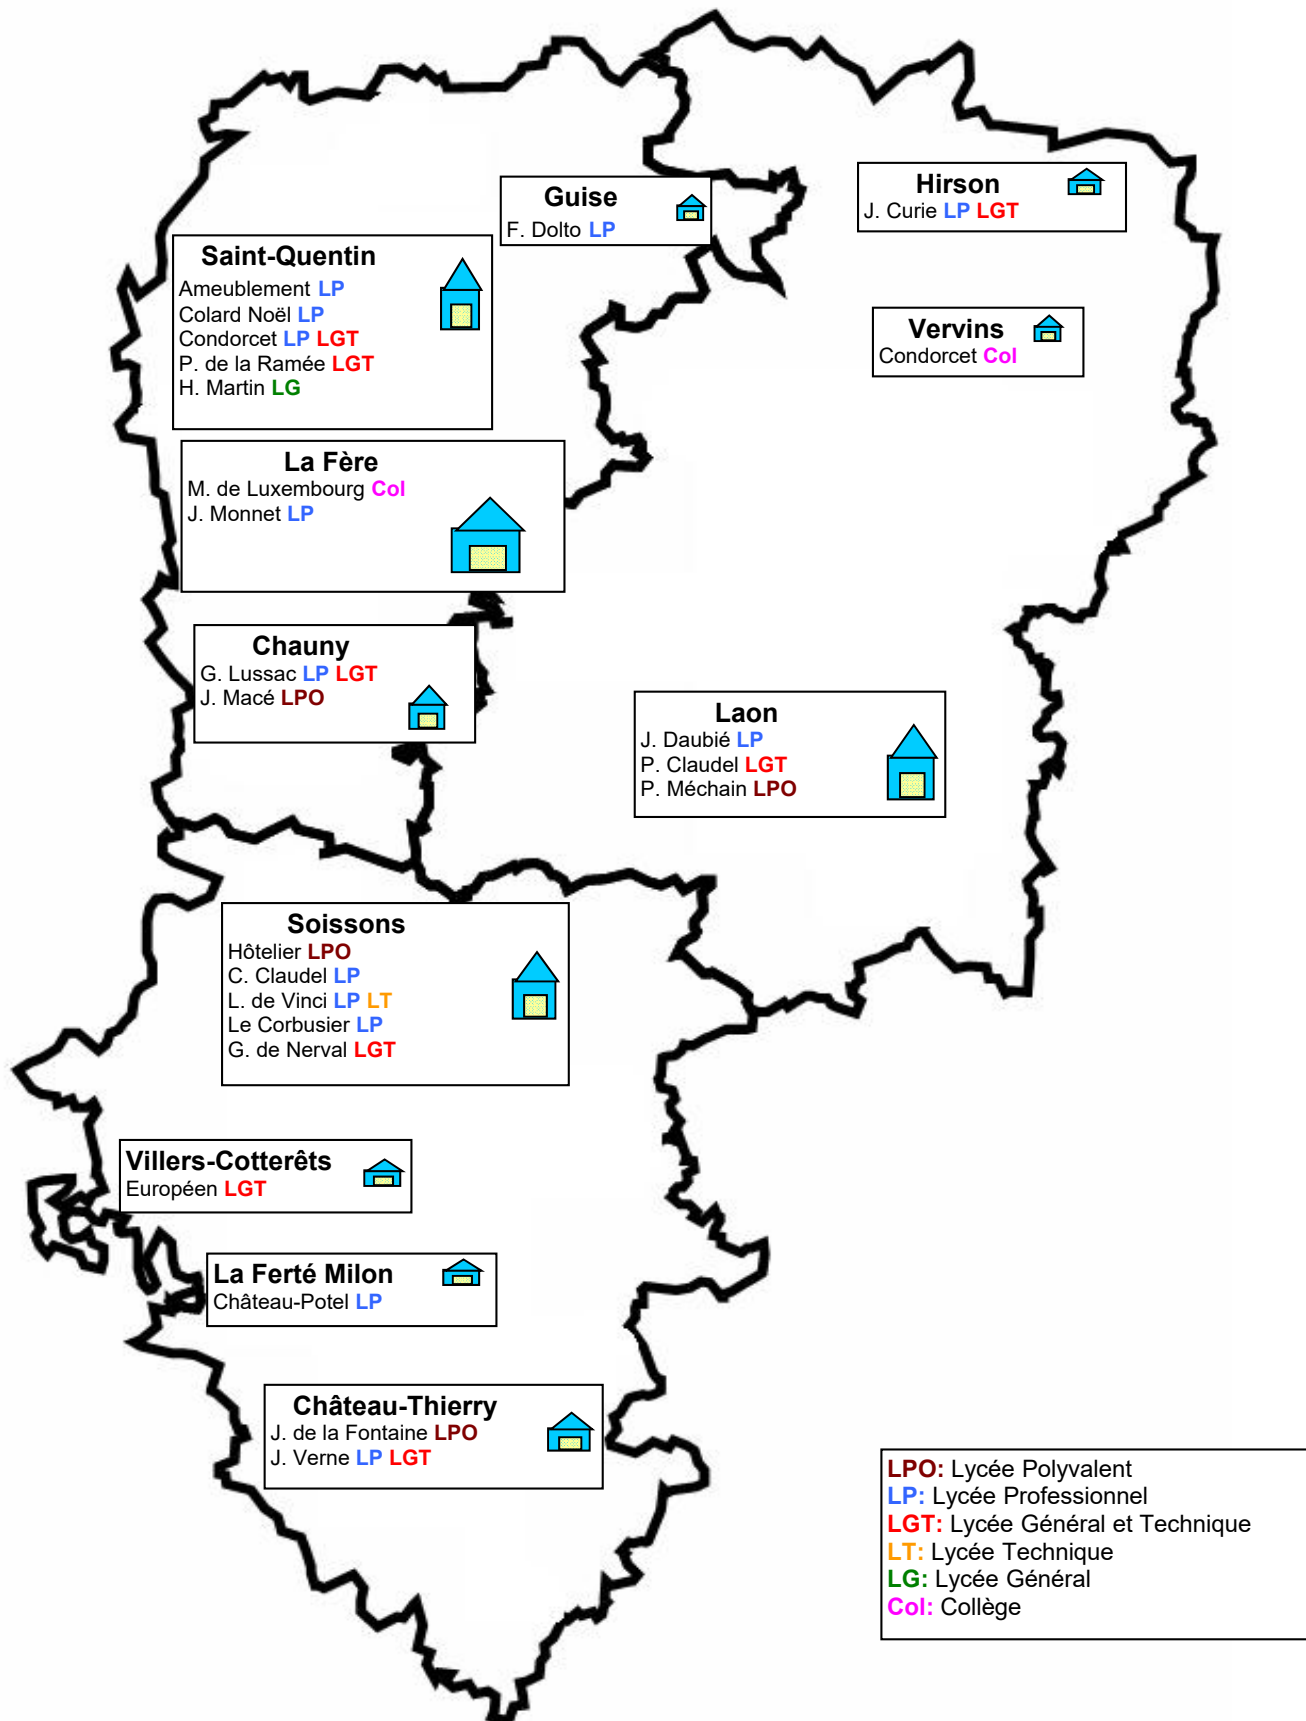 Guise
F. Dolto LP
Hirson
J. Curie LP LGT
Saint-Quentin
Ameublement LP
Colard Noël LP
Condorcet LP LGT
P. de la Ramée LGT
H. Martin LG
Vervins
Condorcet Col
La Fère
M. de Luxembourg Col
J. Monnet LP
Chauny
G. Lussac LP LGT
J. Macé LPO
Laon
J. Daubié LP
P. Claudel LGT
P. Méchain LPO
Soissons
Hôtelier LPO
C. Claudel LP
L. de Vinci LP LT
Le Corbusier LP
G. de Nerval LGT
Villers-Cotterêts
Européen LGT
La Ferté Milon
Château-Potel LP
Château-Thierry
J. de la Fontaine LPO
J. Verne LP LGT
LPO: Lycée Polyvalent
LP: Lycée Professionnel
LGT: Lycée Général et Technique
LT: Lycée Technique
LG: Lycée Général
Col: Collège